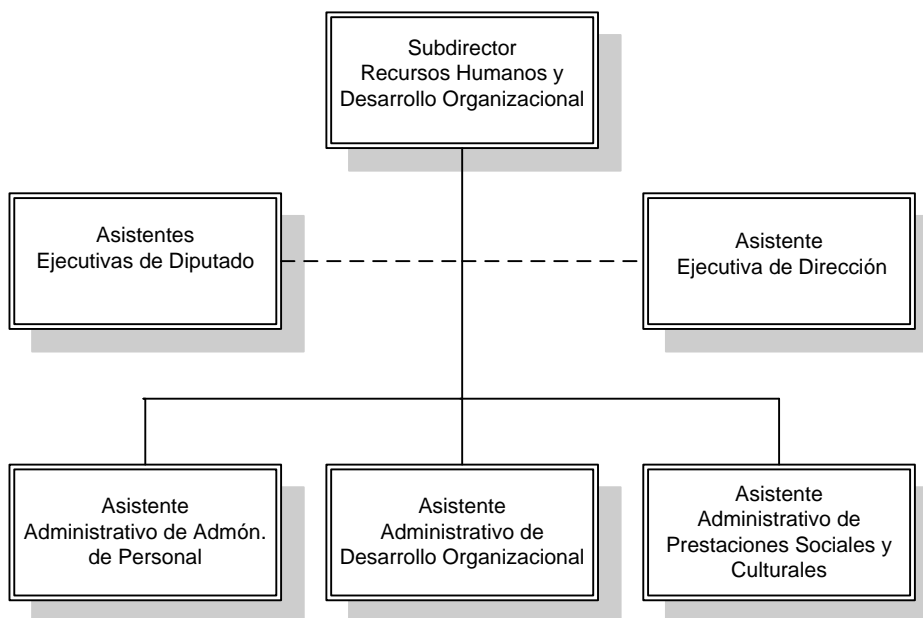 Subdirector
Recursos Humanos y
Desarrollo Organizacional
Asistentes
Ejecutivas de Diputado
Asistente
Ejecutiva de Dirección
Asistente
Administrativo de Admón.
de Personal
Asistente
Administrativo de
Desarrollo Organizacional
Asistente
Administrativo de
Prestaciones Sociales y
Culturales